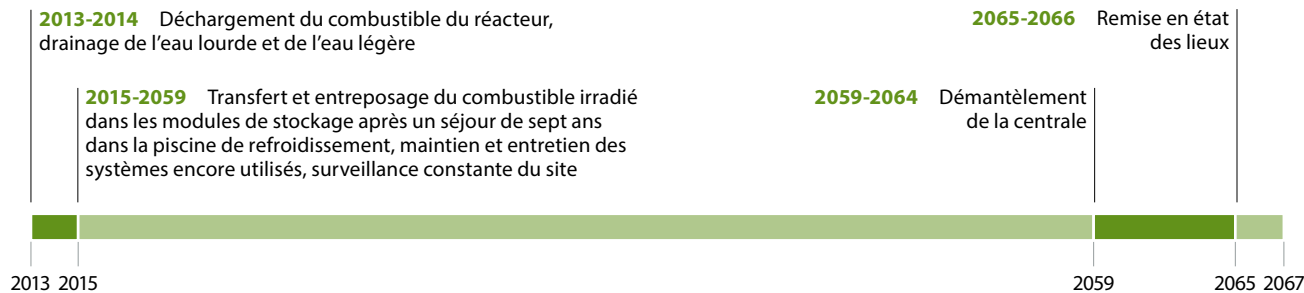 2013-2014 Déchargement du combustible du réacteur,
drainage de l’eau lourde et de l’eau légère
2065-2066 Remise en état
des lieux
2015-2059 Transfert et entreposage du combustible irradié
dans les modules de stockage après un séjour de sept ans
dans la piscine de refroidissement, maintien et entretien des
systèmes encore utilisés, surveillance constante du site
2059-2064 Démantèlement
de la centrale
2013 2015 2059 2065 2067